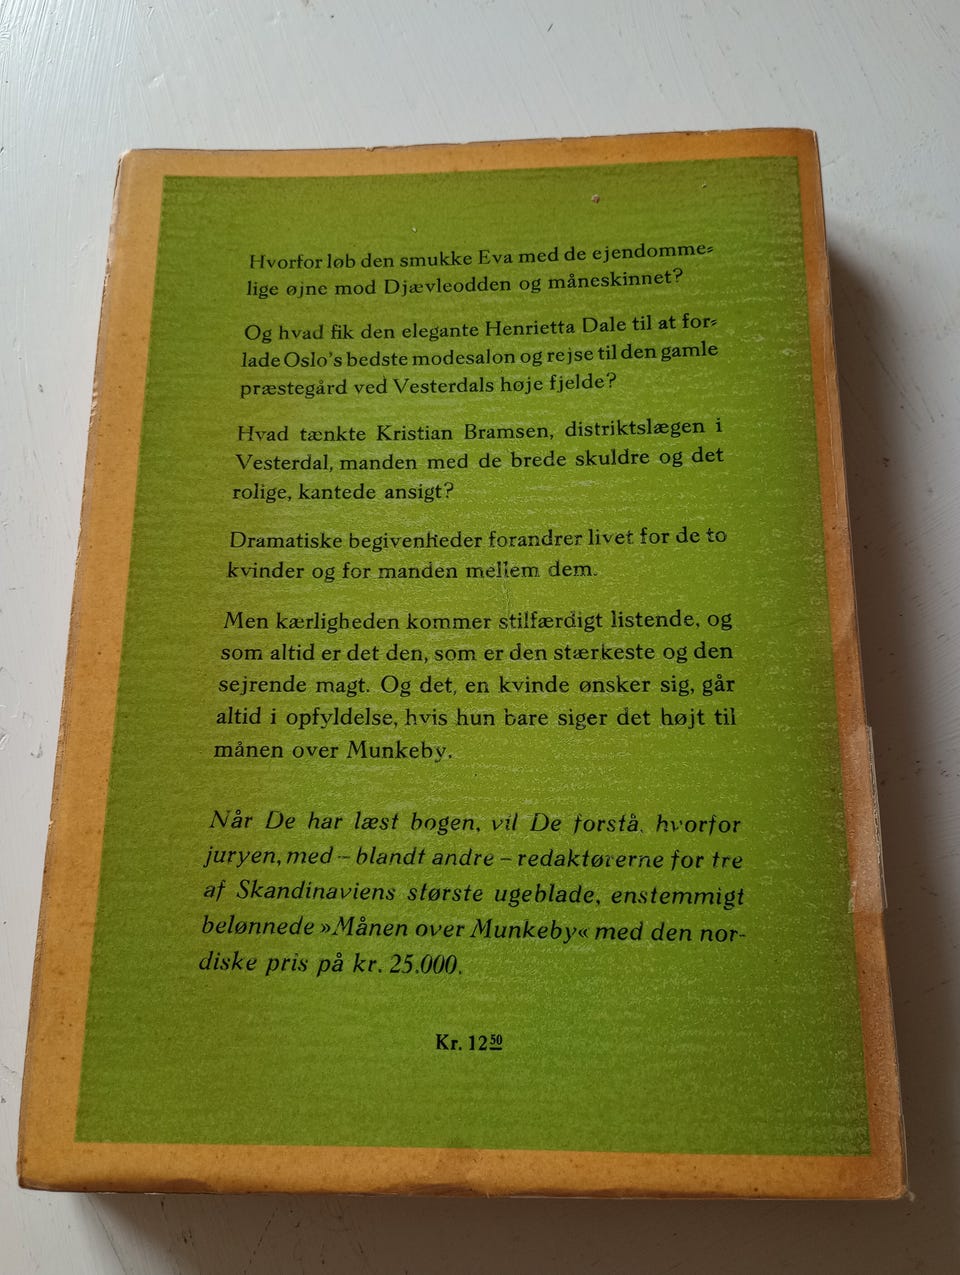 Hvorfor løb den smukke Eva med de ejendomme-
lige øjne mod Djævleodden og måneskinnet?
Og hvad fik den elegante Henrietta Dale til at for-
lade Oslo's bedste modesalon og rejse til den gamle
præstegård ved Vesterdals høje fjelde?
Hvad tænkte Kristian Bramsen, distriktslægen i
Vesterdal, manden med de brede skuldre og det
rolige, kantede ansigt?
Dramatiske begivenheder forandrer livet for de to
kvinder og for manden mellem dem.
Men kærligheden kommer stilfærdigt listende, og
som altid er det den, som er den stærkeste og den
sejrende magt. Og det, en kvinde ønsker sig, går
altid i opfyldelse, hvis hun bare siger det højt til
månen over Munkeby.
Når De har læst bogen, vil De forstå, hvorfor
juryen, med – blandt andre – redaktørerne for tre
af Skandinaviens største ugeblade, enstemmigt
belønnede »Månen over Munkeby« med den nor-
diske pris på kr. 25.000.
Kr. 12 50